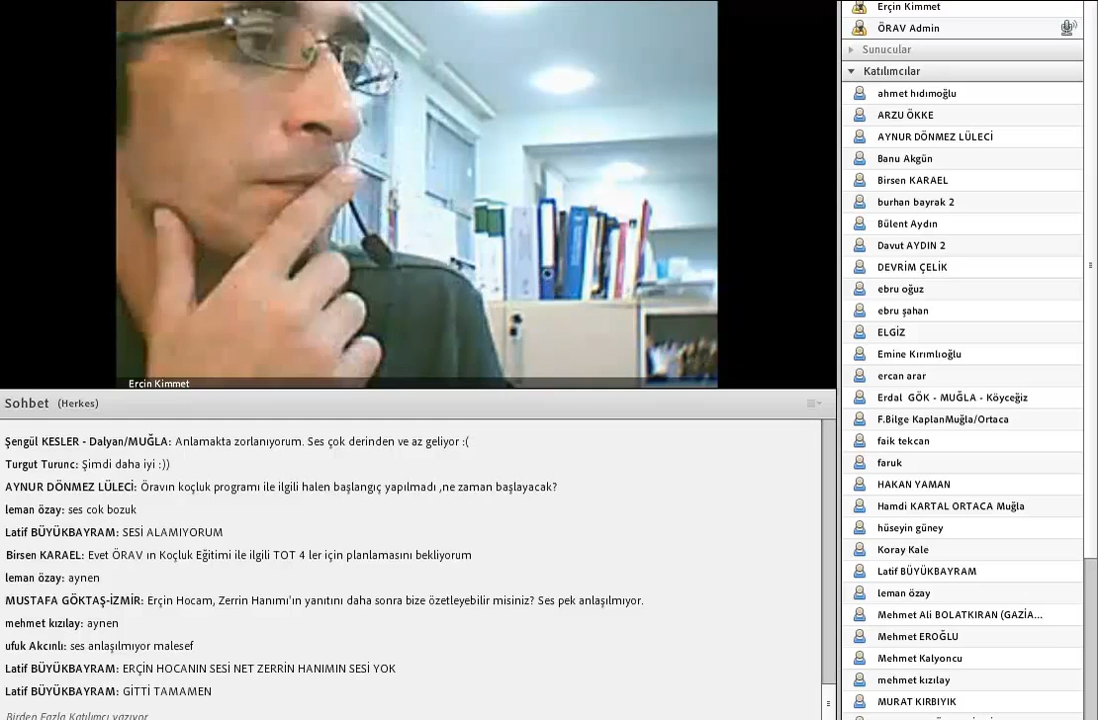 Erçin Kimmet
ÖRAV Admin
Sunucular
Katılımcılar
ahmet hıdımoğlu
ARZU ÖKKE
AYNUR DÖNMEZ LÜLECİ
Banu Akgün
Birsen KARAEL
burhan bayrak 2
Bülent Aydın
Davut AYDIN 2
DEVRİM ÇELİK
ebru oğuz
ebru şahan
ELGİZ
Emine Kırımlıoğlu
ercan arar
Erdal GÖK - MUĞLA - Köyceğiz
F.Bilge KaplanMuğla/Ortaca
faik tekcan
faruk
HAKAN YAMAN
Hamdi KARTAL ORTACA Muğla
hüseyin güney
Koray Kale
Latif BÜYÜKBAYRAM
leman özay
Mehmet Ali BOLATKIRAN (GAZİA...
Mehmet EROĞLU
Mehmet Kalyoncu
mehmet kızılay
MURAT KIRBIYIK
Erçin Kimmet
Sohbet (Herkes)
Şengül KESLER - Dalyan/MUĞLA: Anlamakta zorlanıyorum. Ses çok derinden ve az geliyor :(
Turgut Turunc: Şimdi daha iyi :))
AYNUR DÖNMEZ LÜLECİ: Öravın koçluk programı ile ilgili halen başlangıç yapılmadı ,ne zaman başlayacak?
leman özay: ses cok bozuk
Latif BÜYÜKBAYRAM: SESİ ALAMIYORUM
Birsen KARAEL: Evet ÖRAV ın Koçluk Eğitimi ile ilgili TOT 4 ler için planlamasını bekliyorum
leman özay: aynen
MUSTAFA GÖKTAŞ-İZMİR: Erçin Hocam, Zerrin Hanımı'ın yanıtını daha sonra bize özetleyebilir misiniz? Ses pek anlaşılmıyor.
mehmet kızılay: aynen
ufuk Akcınlı: ses anlaşılmıyor malesef
Latif BÜYÜKBAYRAM: ERÇİN HOCANIN SESİ NET ZERRİN HANIMIN SESİ YOK
Latif BÜYÜKBAYRAM: GİTTİ TAMAMEN
Birden Fazla Katılımcı yazıyor